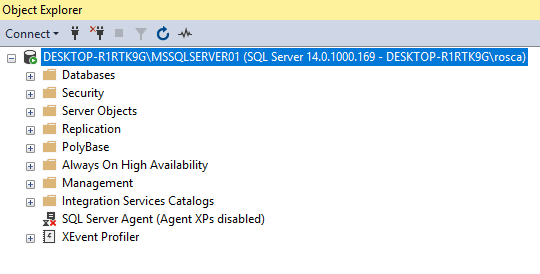 Object Explorer
Connect
DESKTOP-R1RTK9G\MSSQLSERVER01 (SQL Server 14.0.1000.169 - DESKTOP-R1RTK9G\rosca)
Databases
Security
Server Objects
Replication
PolyBase
Always On High Availability
Management
Integration Services Catalogs
SQL Server Agent (Agent XPs disabled)
XEvent Profiler